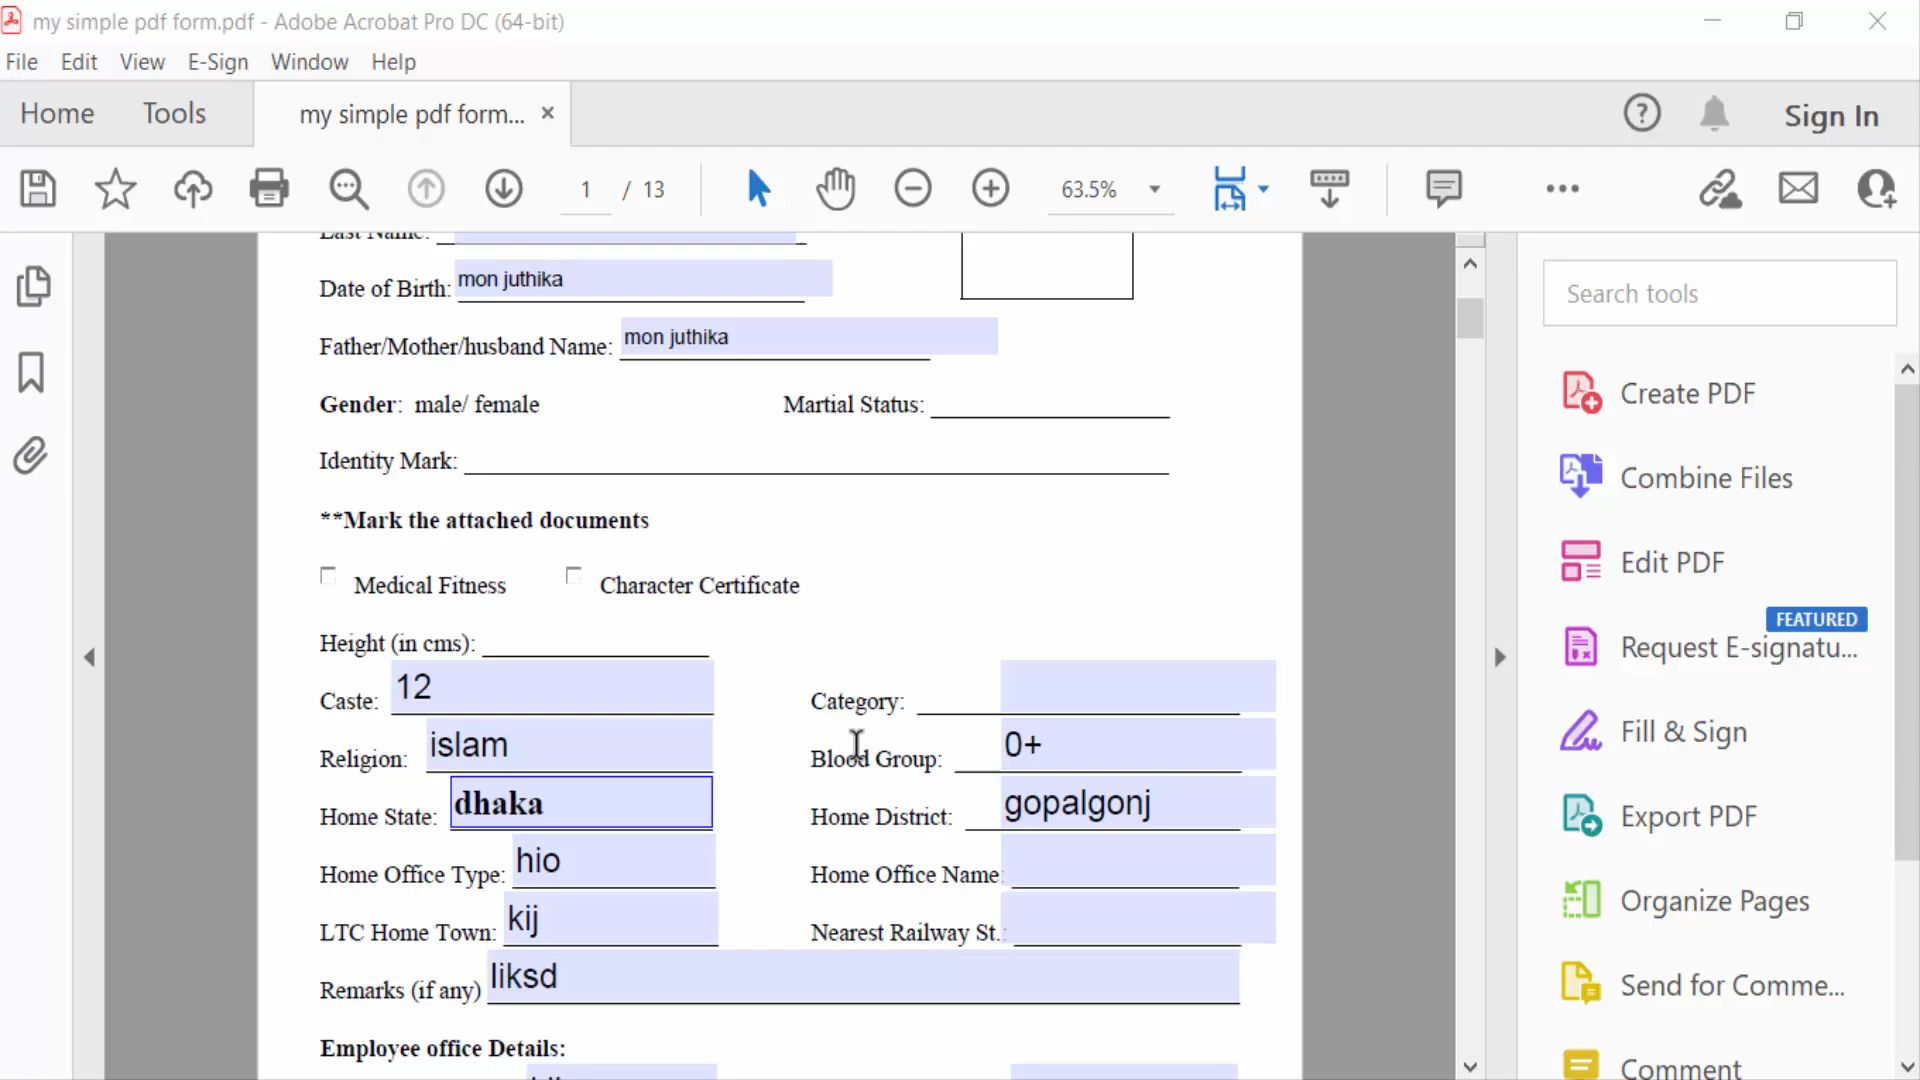 my simple pdf form.pdf - Adobe Acrobat Pro DC (64-bit)
File Edit View E-Sign Window Help
Home Tools my simple pdf form... × Sign In
1 / 13 63.5%
Last Name:
Date of Birth: mon juthika
Father/Mother/husband Name: mon juthika
Gender: male/ female Martial Status:
Identity Mark:
**Mark the attached documents
Medical Fitness Character Certificate
Height (in cms):
Caste: 12 Category:
Religion: islam Blood Group: 0+
Home State: dhaka Home District: gopalgonj
Home Office Type: hio Home Office Name:
LTC Home Town: kij Nearest Railway St.:
Remarks (if any) liksd
Employee office Details:
Search tools
Create PDF
Combine Files
Edit PDF
FEATURED
Request E-signatu...
Fill & Sign
Export PDF
Organize Pages
Send for Comme...
Comment